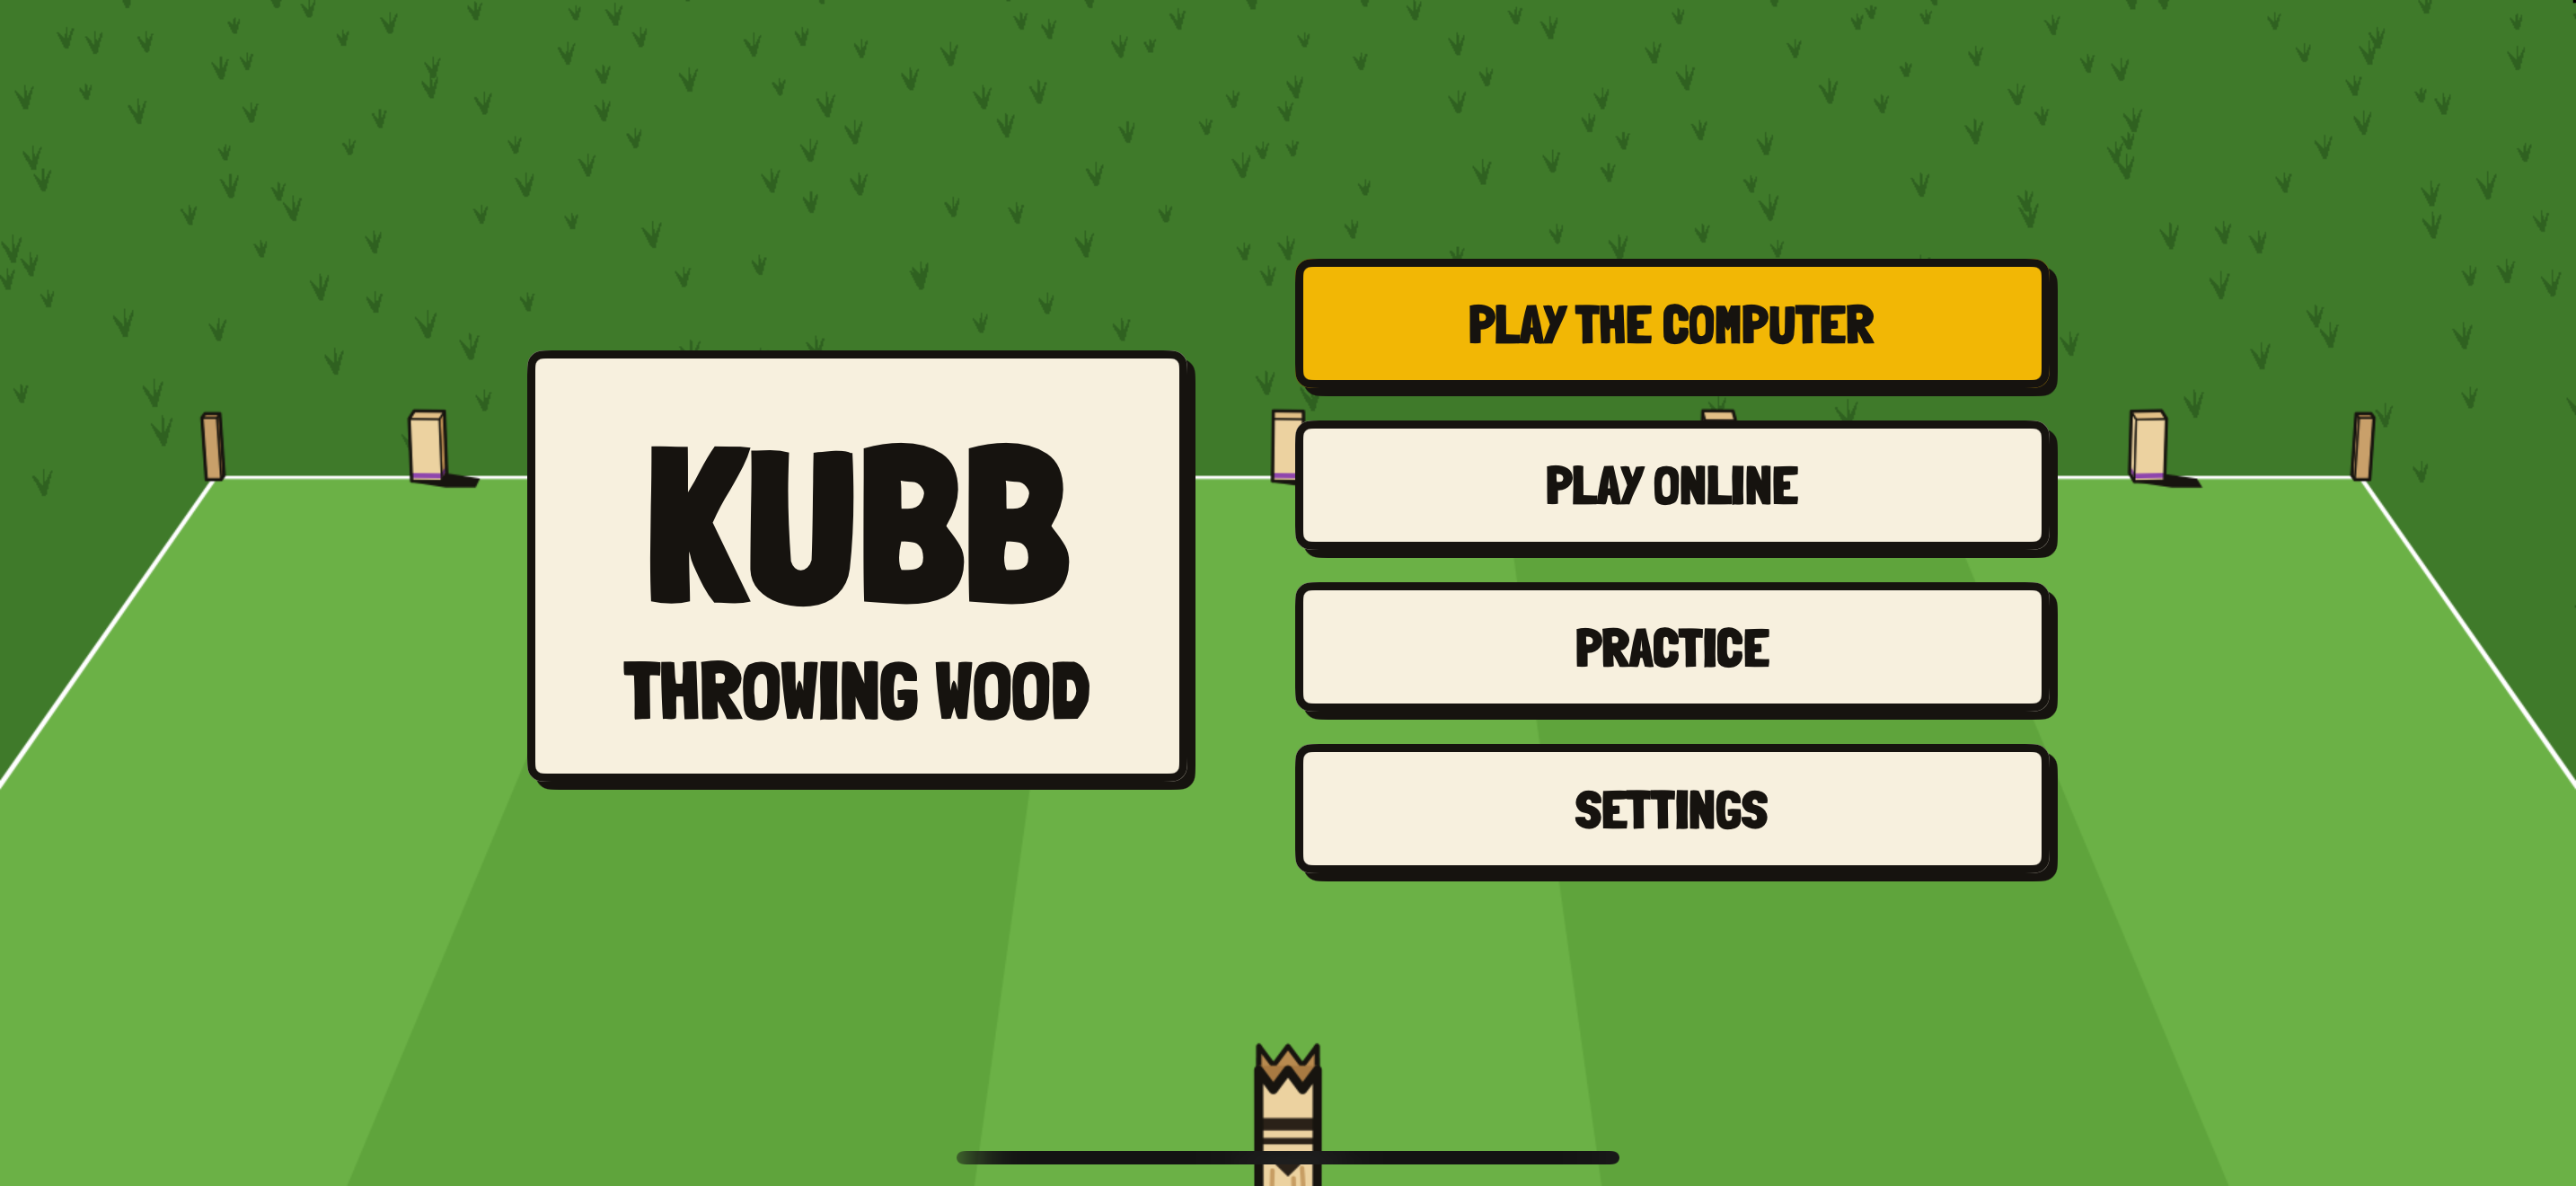 KUBB
THROWING WOOD
PLAY THE COMPUTER
PLAY ONLINE
PRACTICE
SETTINGS